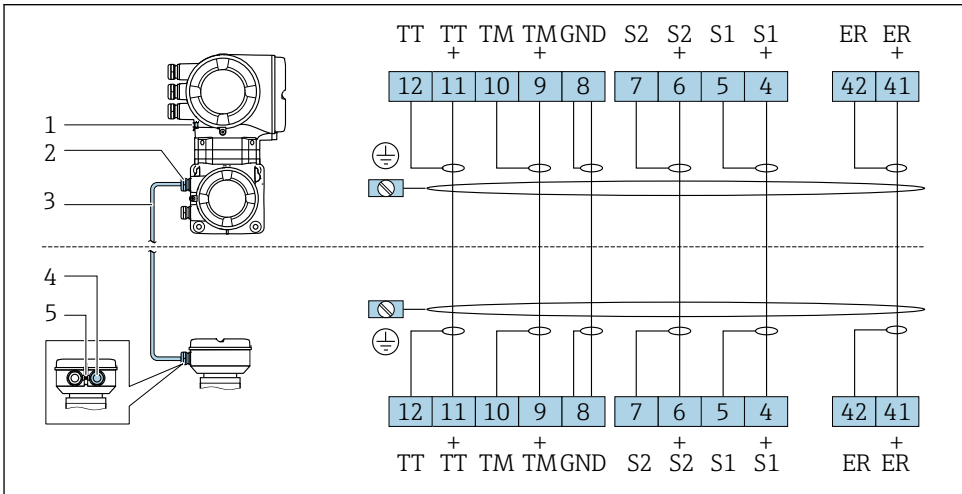 TT TT TM TM GND S2 S2 S1 S1 ER ER
+ + + + +
12 11 10 9 8 7 6 5 4 42 41
1
2
3
4
5
12 11 10 9 8 7 6 5 4 42 41
+ + + + +
TT TT TM TM GND S2 S2 S1 S1 ER ER